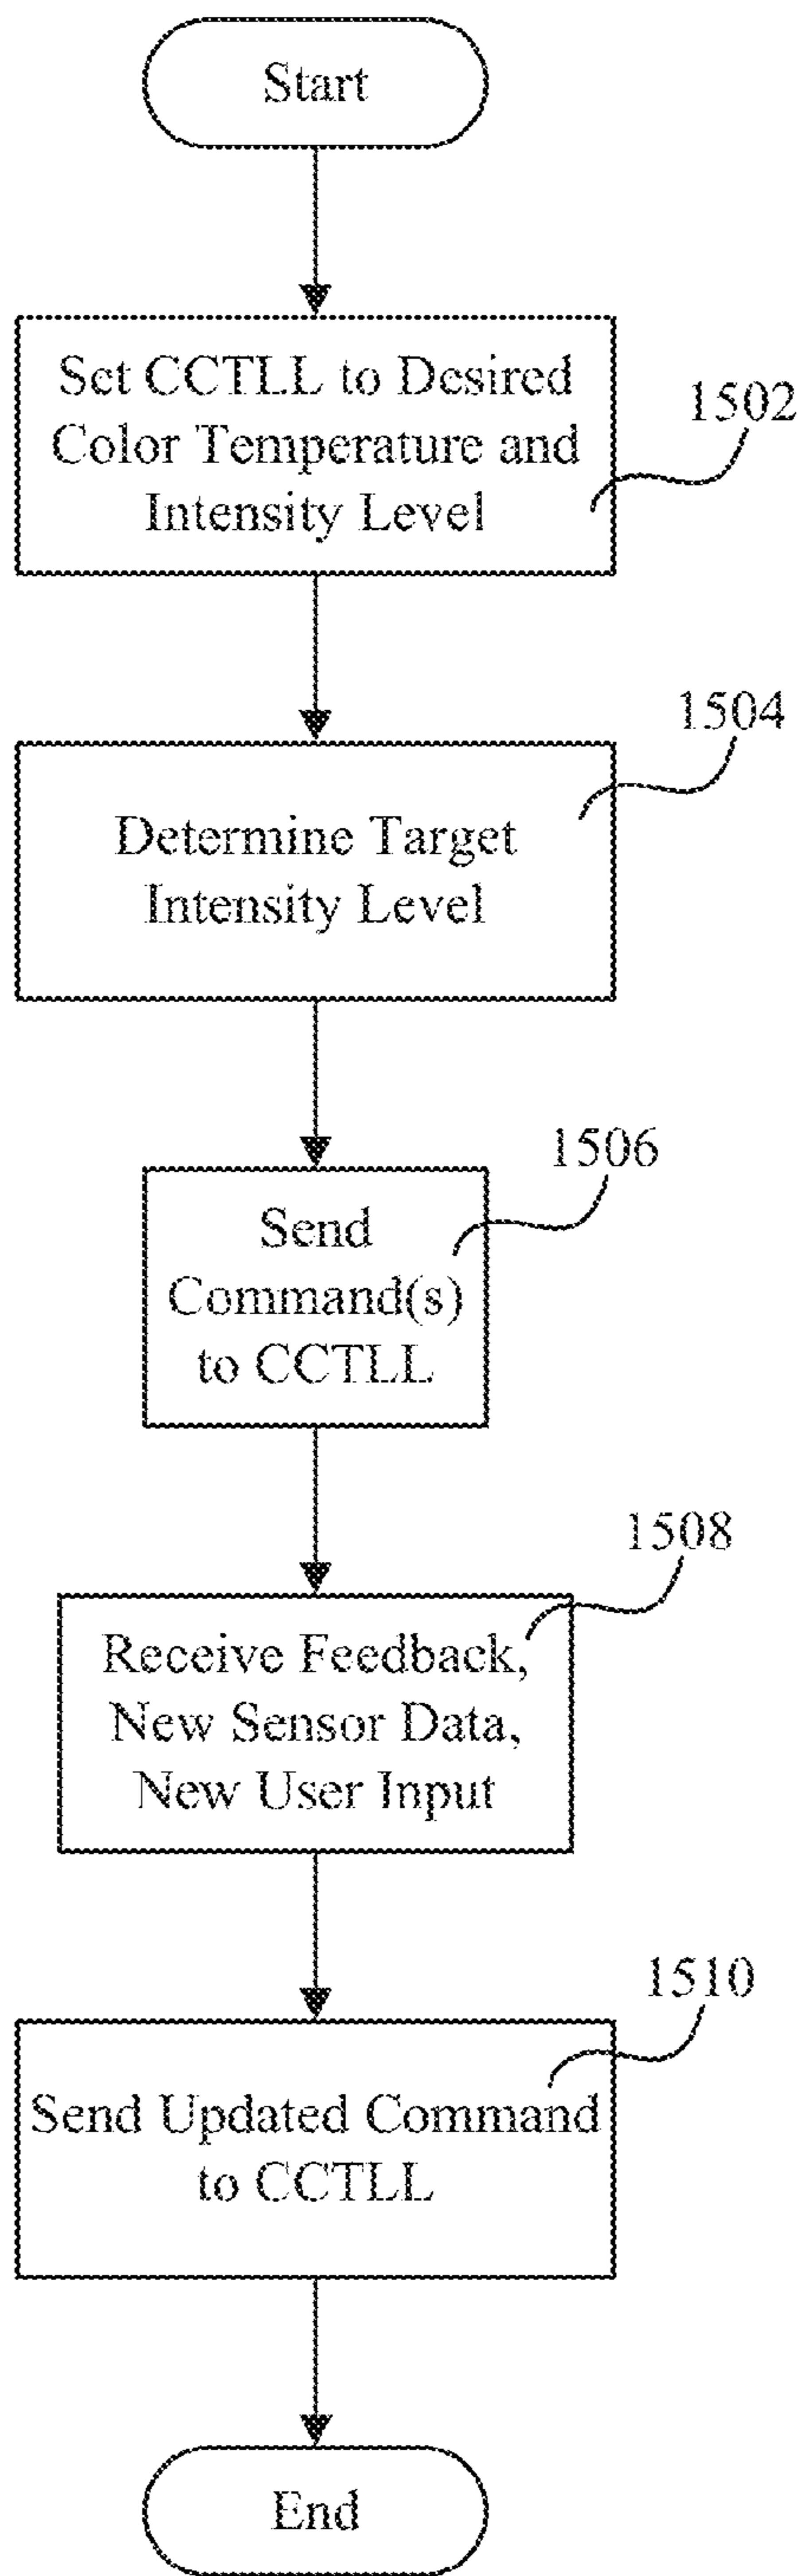 Start
Set CCTLL to Desired
Color Temperature and
Intensity Level
1502
Determine Target
Intensity Level
1504
Send
Command(s)
to CCTLL
1506
Receive Feedback,
New Sensor Data,
New User Input
1508
Send Updated Command
to CCTLL
1510
End